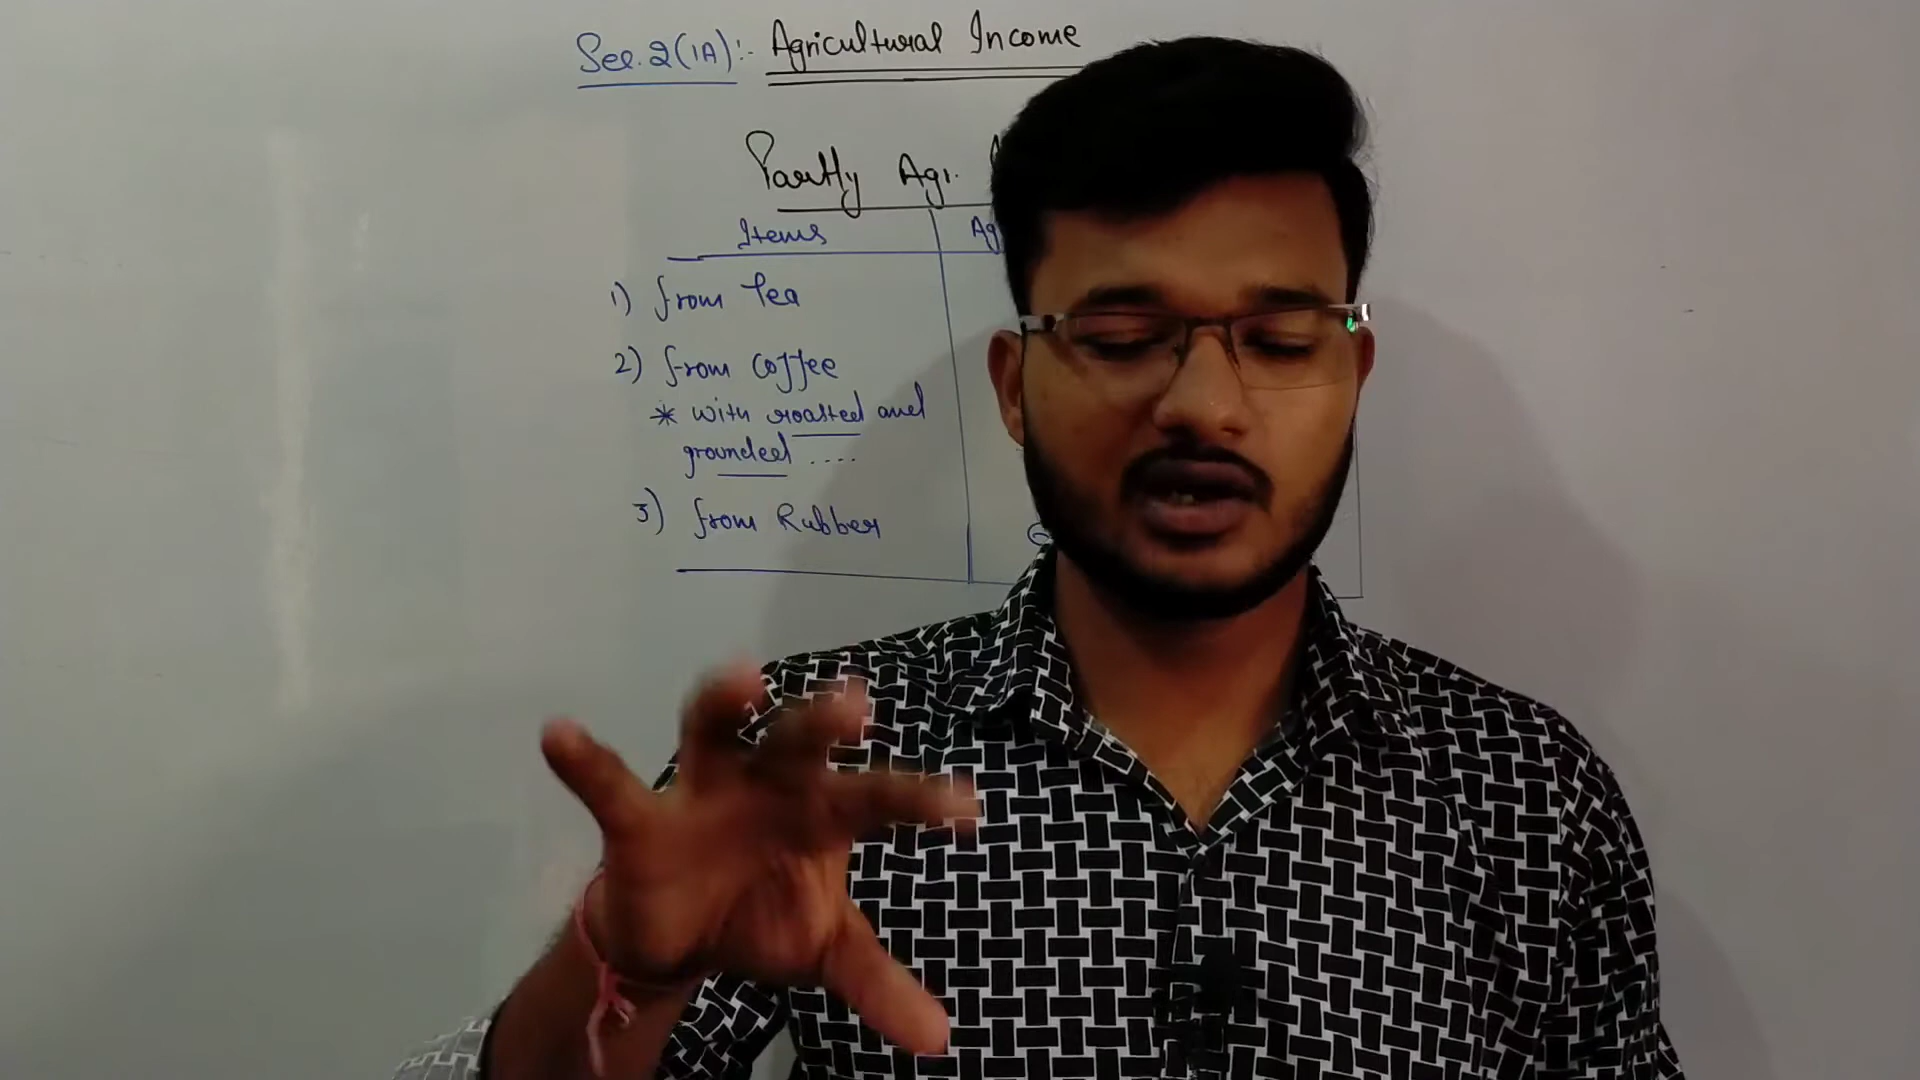 Sec. 2(1A):- Agricultural Income
Partly Agri.
Items
1) from Tea
2) from Coffee
* with roasted and
grounded ....
3) from Rubber